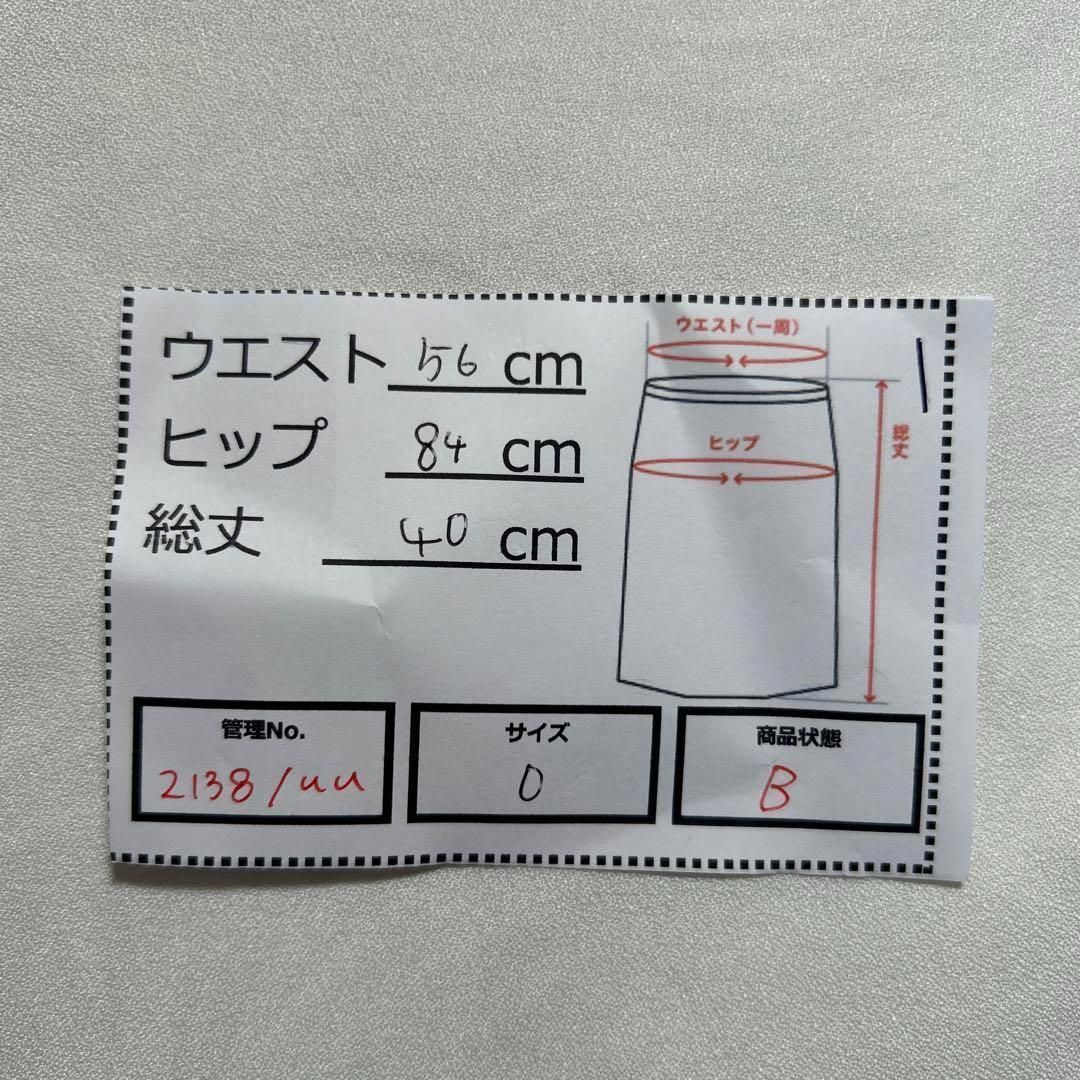 ウエスト 56 cm
ヒップ 84 cm
総丈 40 cm
ウエスト(一周)
ヒップ
総丈
管理No.
2138/uu
サイズ
0
商品状態
B